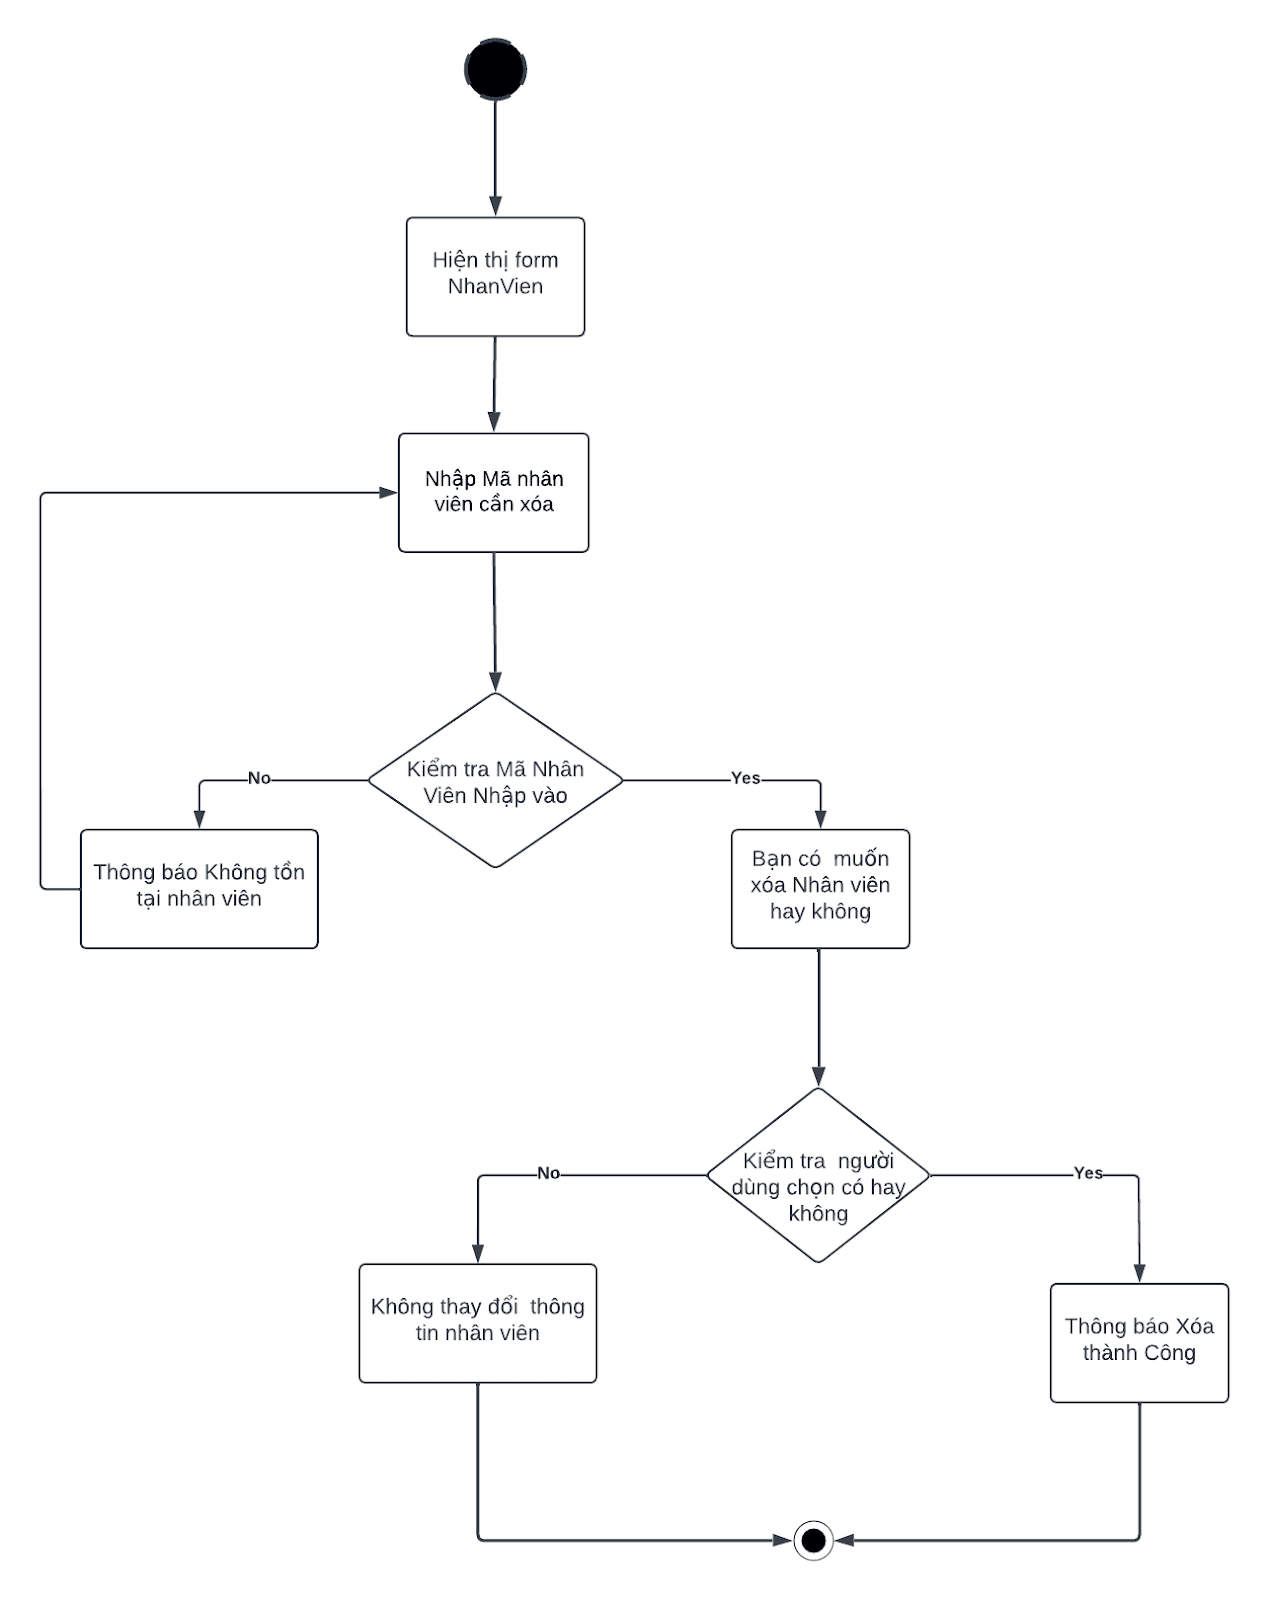 Hiện thị form
NhanVien
Nhập Mã nhân
viên cần xóa
Kiểm tra Mã Nhân
Viên Nhập vào
No
Yes
Thông báo Không tồn
tại nhân viên
Bạn có  muốn
xóa Nhân viên
hay không
Kiểm tra  người
dùng chọn có hay
không
No
Yes
Không thay đổi  thông
tin nhân viên
Thông báo Xóa
thành Công